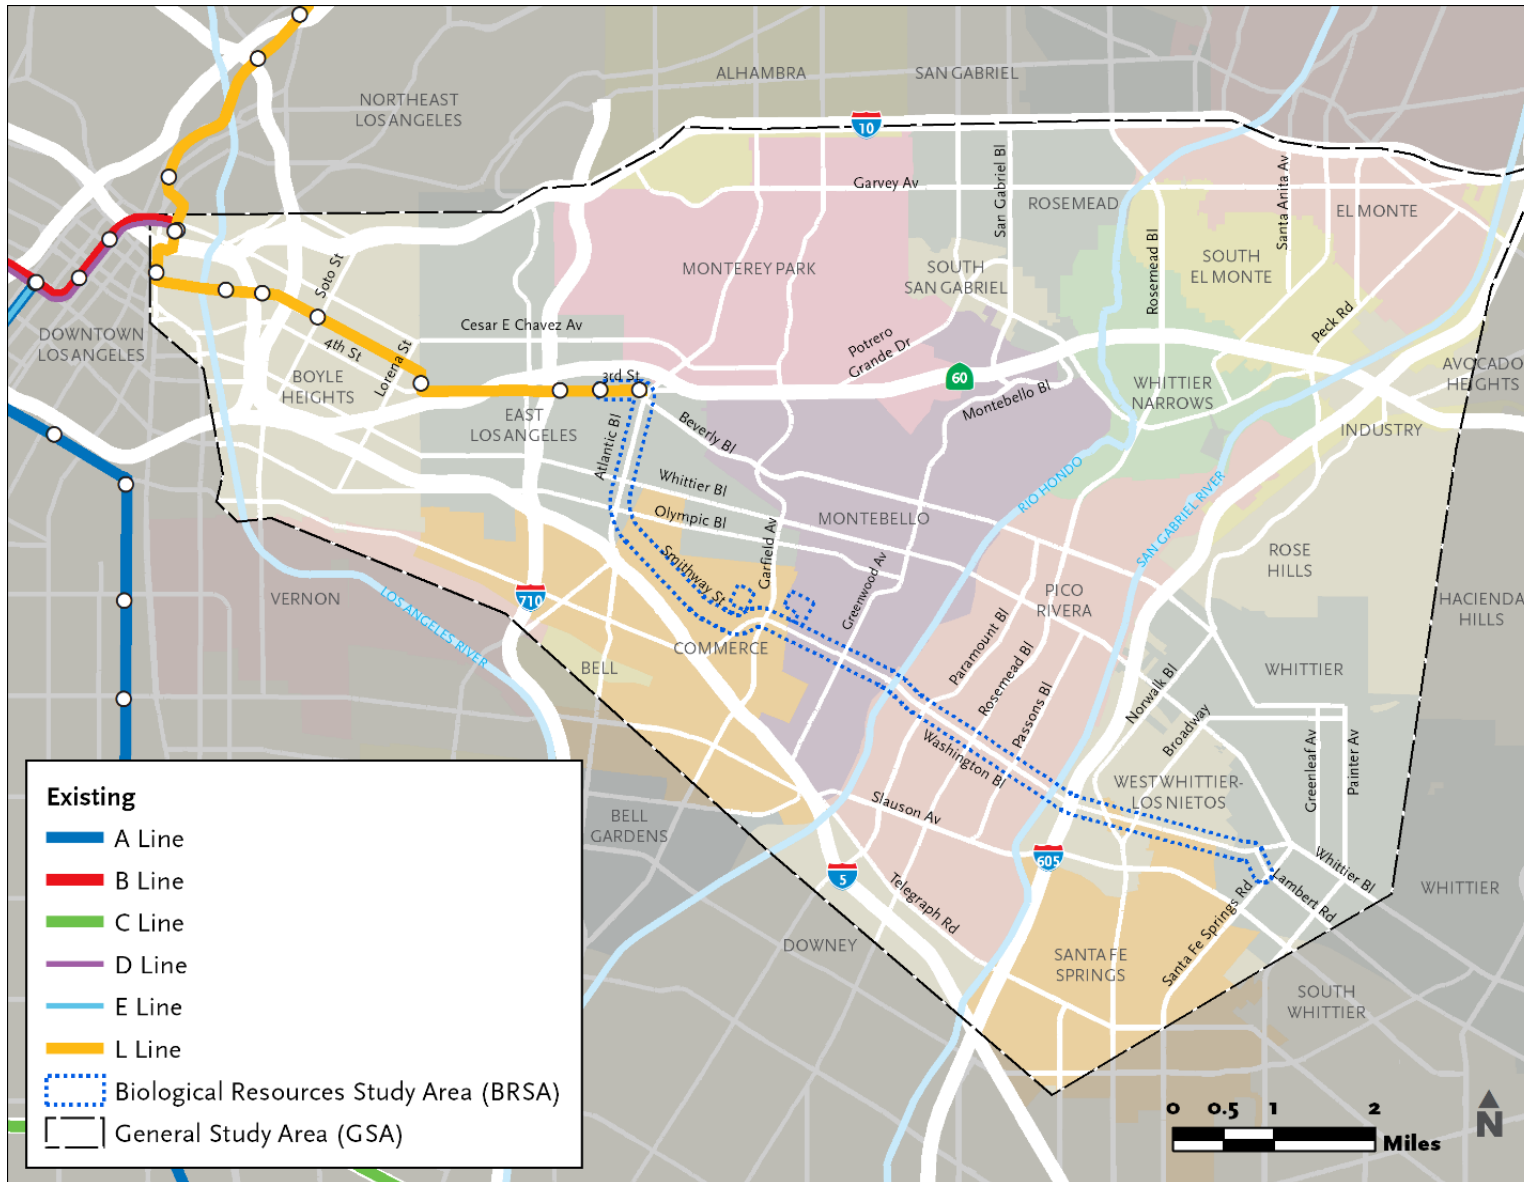 ALHAMBRA
SAN GABRIEL
NORTHEAST
LOS ANGELES
10
San Gabriel Bl
Garvey Av
Santa Anita Av
ROSEMEAD
EL MONTE
Rosemead Bl
SOUTH
EL MONTE
MONTEREY PARK
SOUTH
SAN GABRIEL
Soto St
Cesar E Chavez Av
Peck Rd
DOWNTOWN
LOS ANGELES
4th St
Lorena St
Potrero
Grande Dr
BOYLE
HEIGHTS
3rd St
60
Montebello Bl
WHITTIER
NARROWS
AVOCADO
HEIGHTS
EAST
LOS ANGELES
Atlantic Bl
Beverly Bl
INDUSTRY
Whittier Bl
Olympic Bl
MONTEBELLO
RIO HONDO
SAN GABRIEL RIVER
Garfield Av
Smithway St
Greenwood Av
ROSE
HILLS
VERNON
LOS ANGELES RIVER
710
PICO
RIVERA
HACIENDA
HILLS
BELL
COMMERCE
Paramount Bl
Rosemead Bl
Passons Bl
Norwalk Bl
Broadway
WHITTIER
Washington Bl
Greenleaf Av
Painter Av
WEST WHITTIER-
LOS NIETOS
BELL
GARDENS
Slauson Av
605
5
Whittier Bl
Lambert Rd
WHITTIER
Telegraph Rd
Santa Fe Springs Rd
DOWNEY
SANTA FE
SPRINGS
SOUTH
WHITTIER
Existing
A Line
B Line
C Line
D Line
E Line
L Line
Biological Resources Study Area (BRSA)
General Study Area (GSA)
0 0.5 1 2
Miles
N